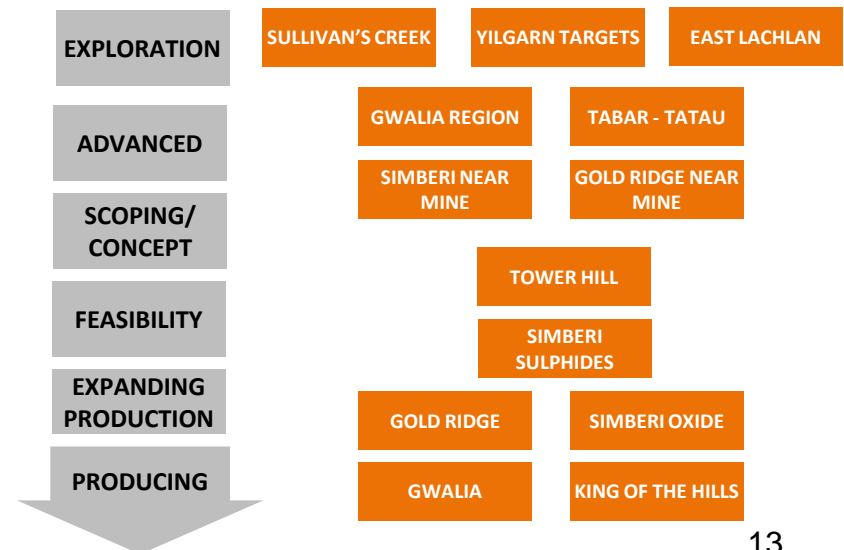 EXPLORATION
SULLIVAN'S CREEK
YILGARN TARGETS
EAST LACHLAN
ADVANCED
GWALIA REGION
TABAR - TATAU
SIMBERI NEAR
MINE
GOLD RIDGE NEAR
MINE
SCOPING/
CONCEPT
TOWER HILL
FEASIBILITY
SIMBERI
SULPHIDES
EXPANDING
PRODUCTION
GOLD RIDGE
SIMBERI OXIDE
PRODUCING
GWALIA
KING OF THE HILLS
13